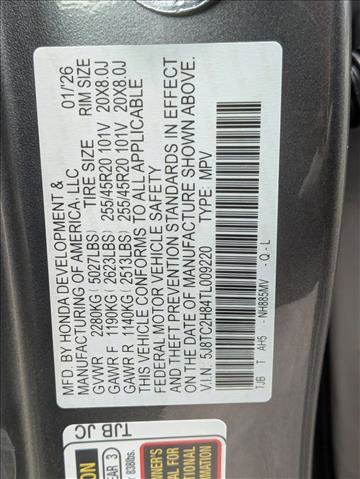 MFD. BY HONDA DEVELOPMENT & 01/'26
MANUFACTURING OF AMERICA, LLC
TIRE SIZE RIM SIZE
GVWR 2280KG(5027LBS)
GAWR F 1190KG(2623LBS) 255/45R20 101V 20X8.0J
GAWR R 1140KG(2513LBS) 255/45R20 101V 20X8.0J
THIS VEHICLE CONFORMS TO ALL APPLICABLE
FEDERAL MOTOR VEHICLE SAFETY
AND THEFT PREVENTION STANDARDS IN EFFECT
ON THE DATE OF MANUFACTURE SHOWN ABOVE.
V.I.N. 5J8TC2H84TL009220 TYPE: MPV
TJB T AH5 NH885MV - Q - L
TJB JC
EAR 3
838lbs.